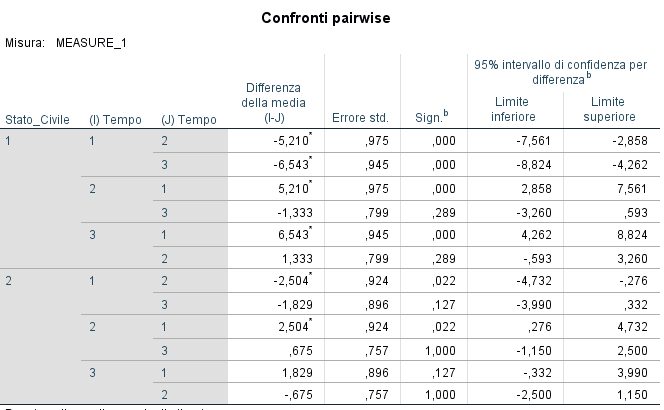 Confronti pairwise
Misura: MEASURE_1
95% intervallo di confidenza per differenza b
Stato_Civile (I) Tempo (J) Tempo Differenza della media (I-J) Errore std. Sign.b Limite inferiore Limite superiore
1 1 2 -5,210* ,975 ,000 -7,561 -2,858
3 -6,543* ,945 ,000 -8,824 -4,262
2 1 5,210* ,975 ,000 2,858 7,561
3 -1,333 ,799 ,289 -3,260 ,593
3 1 6,543* ,945 ,000 4,262 8,824
2 1,333 ,799 ,289 -,593 3,260
2 1 2 -2,504* ,924 ,022 -4,732 -,276
3 -1,829 ,896 ,127 -3,990 ,332
2 1 2,504* ,924 ,022 ,276 4,732
3 ,675 ,757 1,000 -1,150 2,500
3 1 1,829 ,896 ,127 -,332 3,990
2 -,675 ,757 1,000 -2,500 1,150